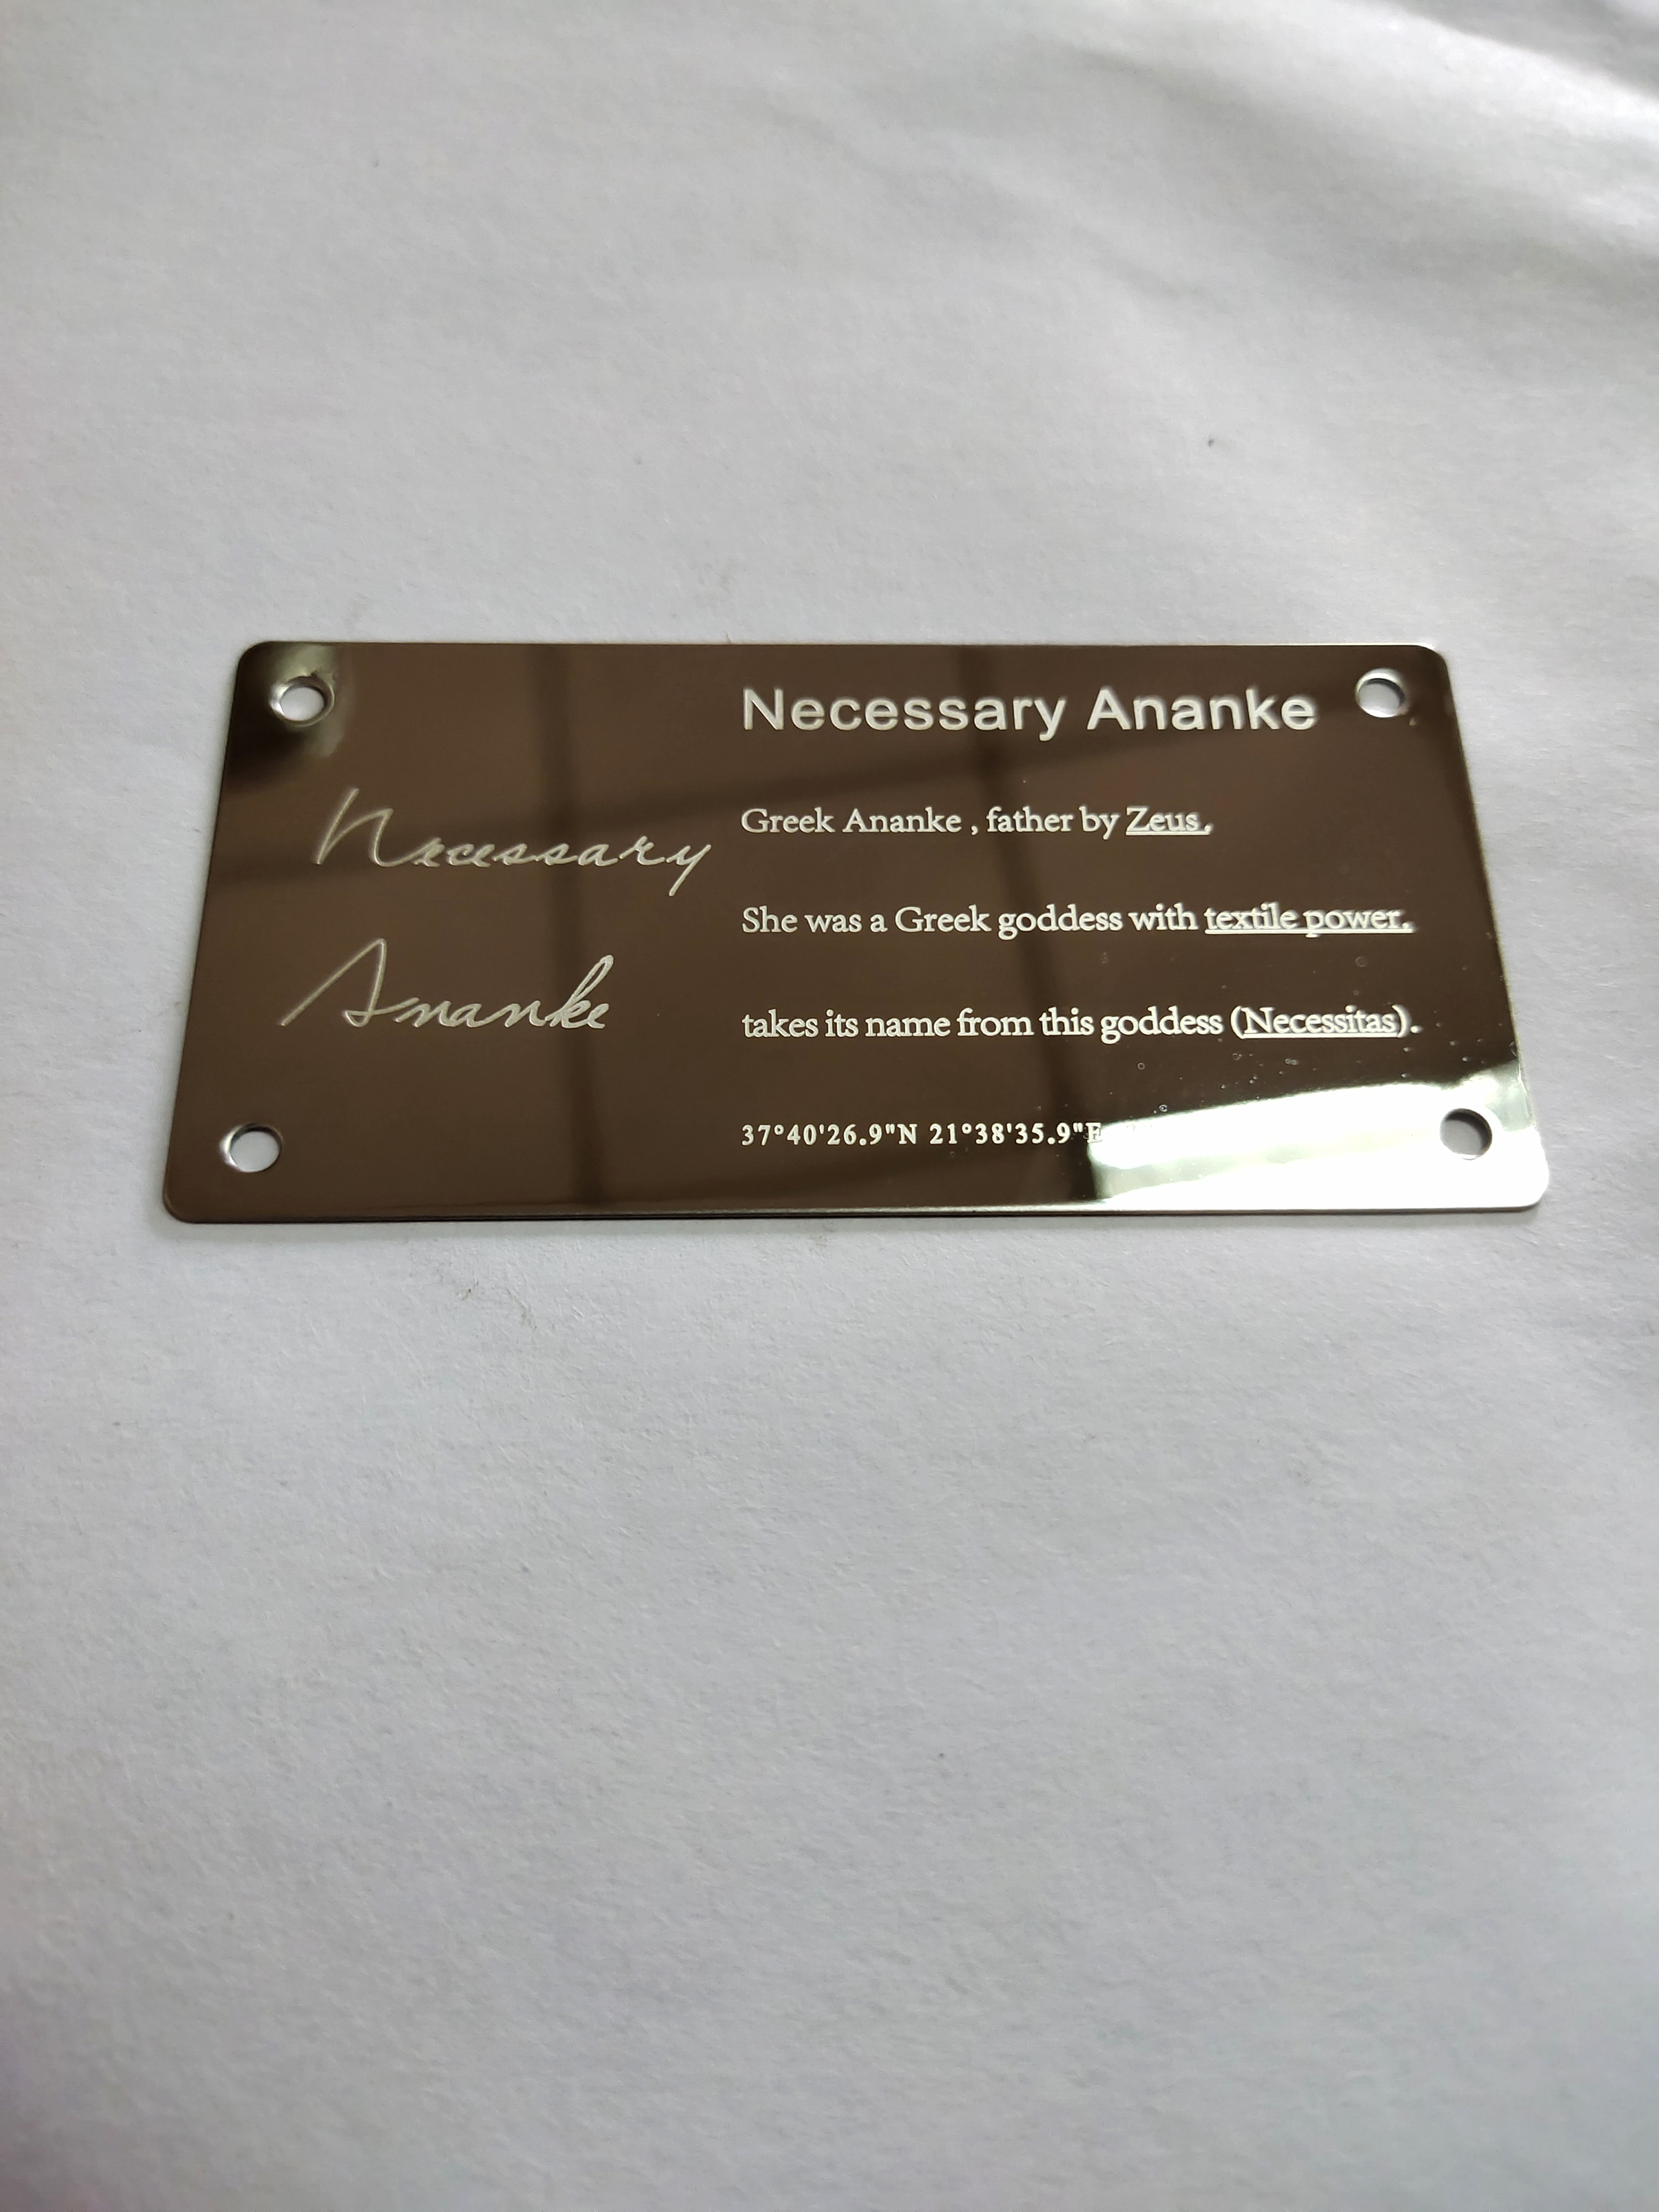 Necessary Ananke
Necessary
Ananke
Greek Ananke , father by Zeus.
She was a Greek goddess with textile power.
takes its name from this goddess (Necessitas).
37°40'26.9"N 21°38'35.9"E